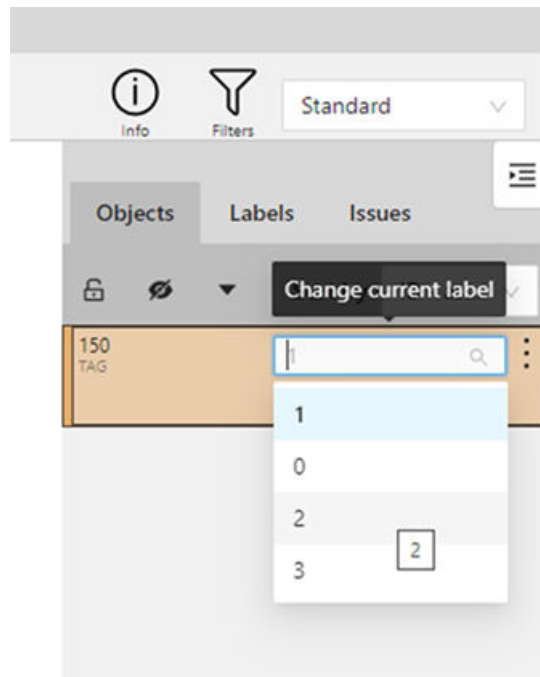 Info
Filters
Standard
Objects
Labels
Issues
Change current label
150
TAG
1
1
0
2
2
3